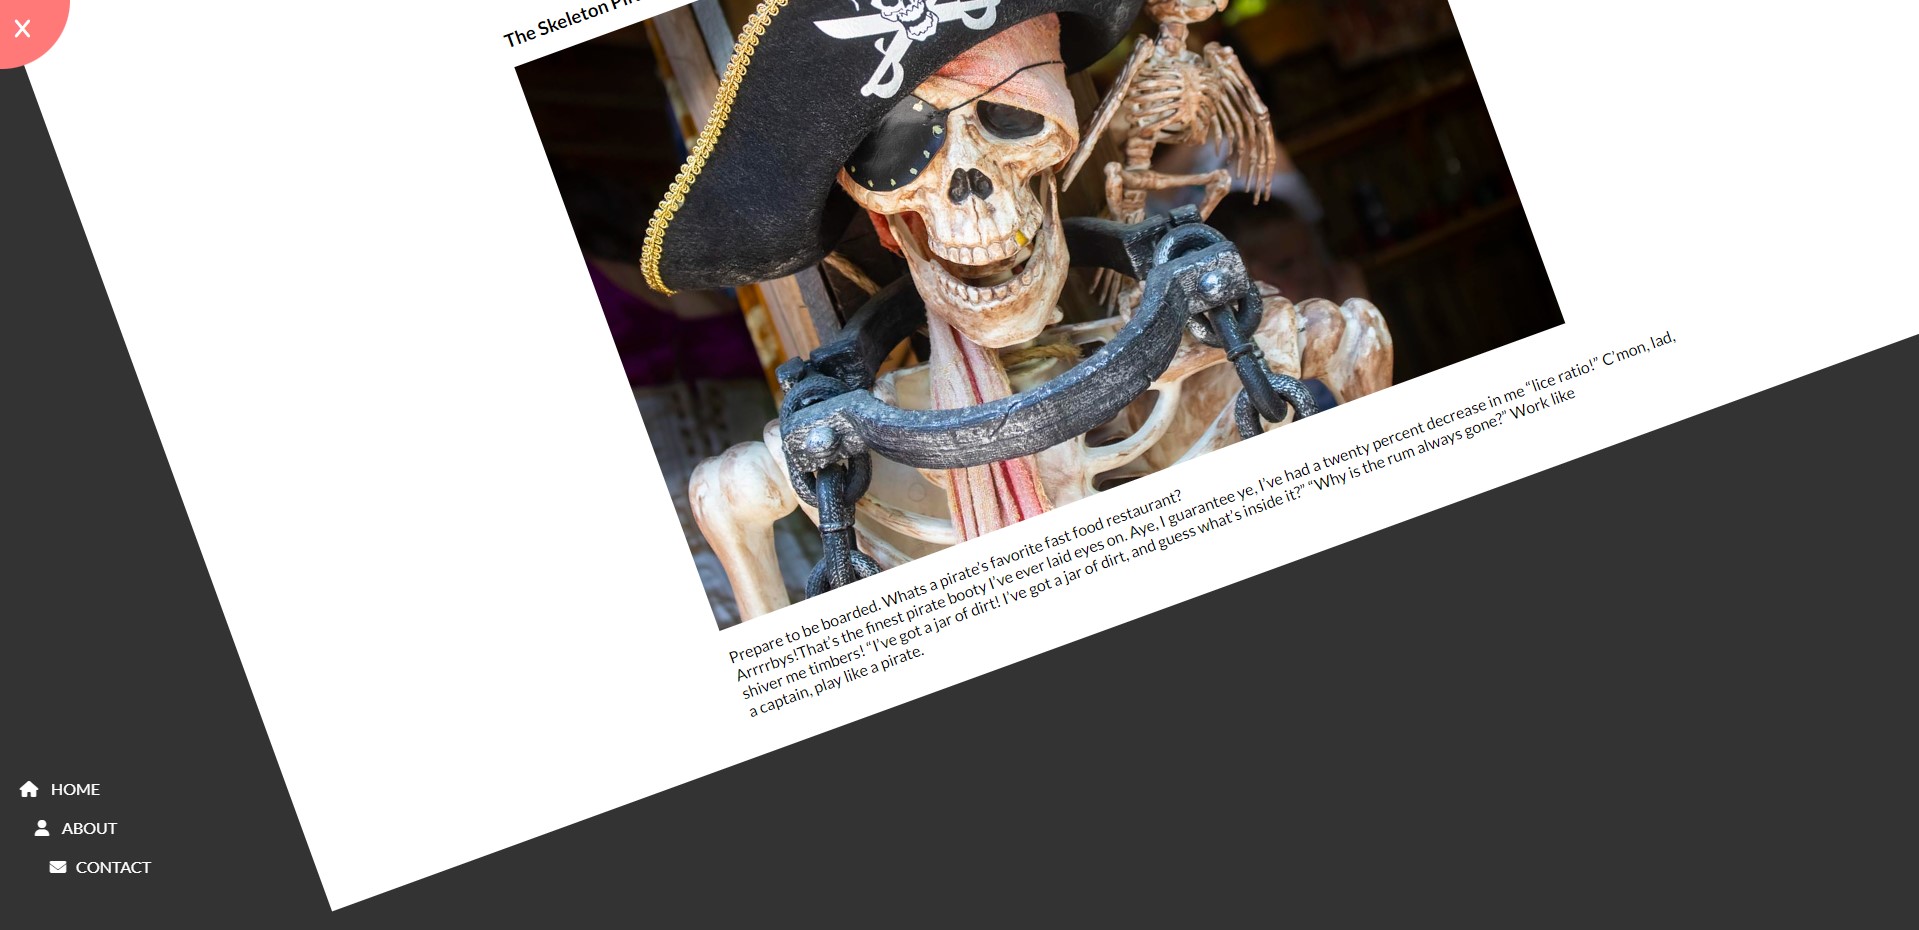 The Skeleton
Prepare to be boarded. Whats a pirate’s favorite fast food restaurant?
Arrrrbys!That’s the finest pirate booty I’ve ever laid eyes on. Aye, I guarantee ye, I’ve had a twenty percent decrease in me “lice ratio!” C’mon, lad,
shiver me timbers! “I’ve got a jar of dirt! I’ve got a jar of dirt, and guess what’s inside it?” “Why is the rum always gone?” Work like
a captain, play like a pirate.
HOME
ABOUT
CONTACT